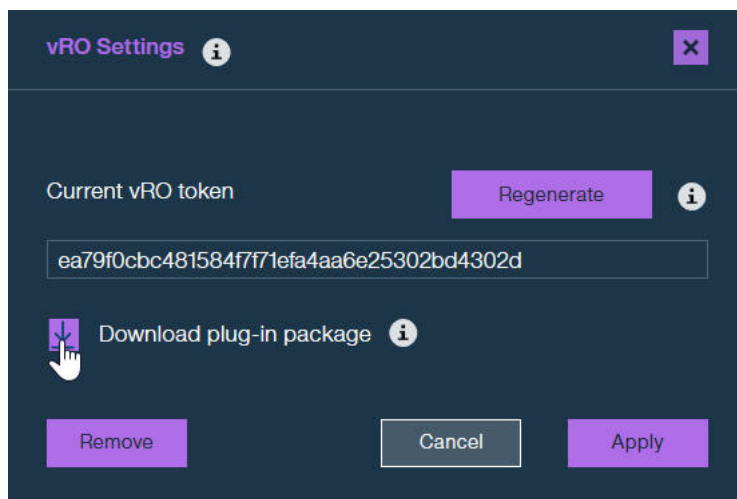 vRO Settings
Current vRO token
Regenerate
ea79f0cbc481584f7f71efa4aa6e25302bd4302d
Download plug-in package
Remove
Cancel
Apply